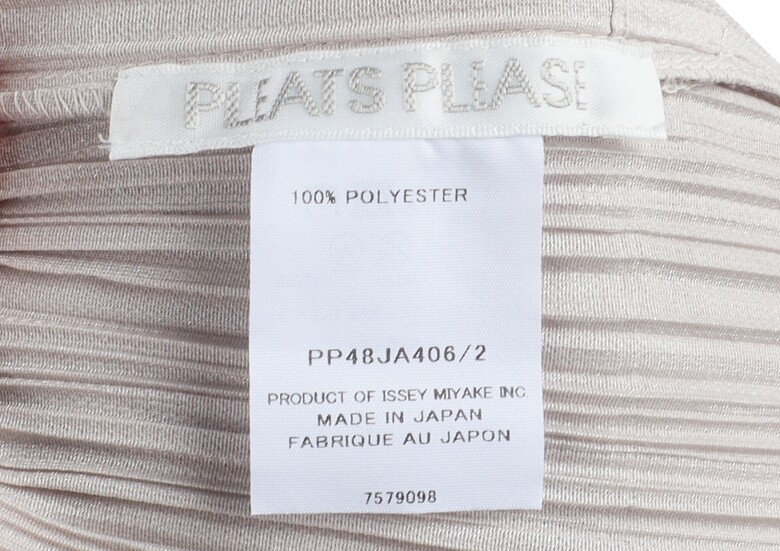 PLEATS PLEASE
100% POLYESTER
PP48JA406/2
PRODUCT OF ISSEY MIYAKE INC.
MADE IN JAPAN
FABRIQUE AU JAPON
7579098